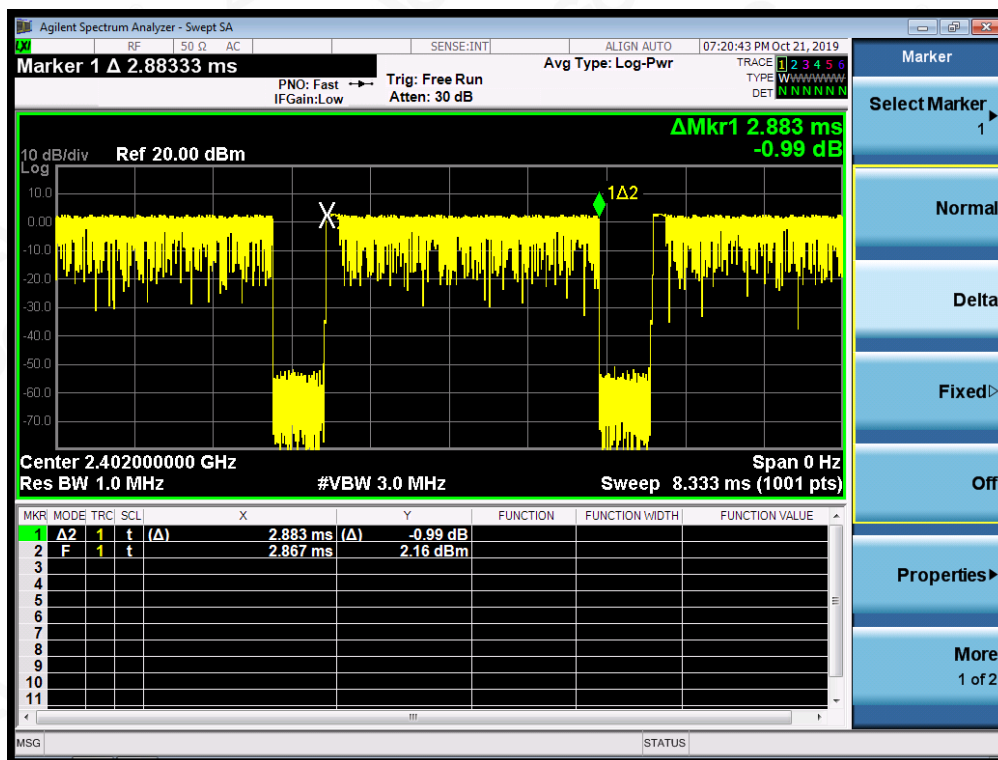 Agilent Spectrum Analyzer - Swept SA
LXI RF 50 Ω AC SENSE:INT ALIGN AUTO 07:20:43 PM Oct 21, 2019
Marker 1 Δ 2.88333 ms
PNO: Fast
IFGain:Low
Trig: Free Run
Atten: 30 dB
Avg Type: Log-Pwr
TRACE 1 2 3 4 5 6
TYPE WWWWWWW
DET N N N N N N
ΔMkr1 2.883 ms
-0.99 dB
10 dB/div Ref 20.00 dBm
Log
10.0
0.00
-10.0
-20.0
-30.0
-40.0
-50.0
-60.0
-70.0
X
1Δ2
Center 2.402000000 GHz Span 0 Hz
Res BW 1.0 MHz #VBW 3.0 MHz Sweep 8.333 ms (1001 pts)
MKR MODE TRC SCL X Y FUNCTION FUNCTION WIDTH FUNCTION VALUE
1 Δ2 1 t (Δ) 2.883 ms (Δ) -0.99 dB
2 F 1 t 2.867 ms 2.16 dBm
3
4
5
6
7
8
9
10
11
MSG STATUS
Marker
Select Marker
1
Normal
Delta
Fixed
Off
Properties
More
1 of 2